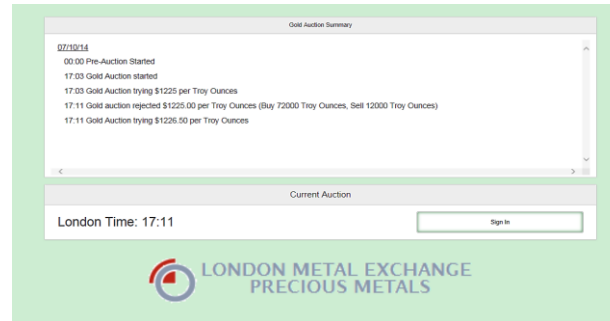 Gold Auction Summary
07/10/14
00:00 Pre-Auction Started
17:03 Gold Auction started
17:03 Gold Auction trying $1225 per Troy Ounces
17:11 Gold auction rejected $1225.00 per Troy Ounces (Buy 72000 Troy Ounces, Sell 12000 Troy Ounces)
17:11 Gold Auction trying $1226.50 per Troy Ounces
Current Auction
London Time: 17:11
Sign In
LONDON METAL EXCHANGE
PRECIOUS METALS